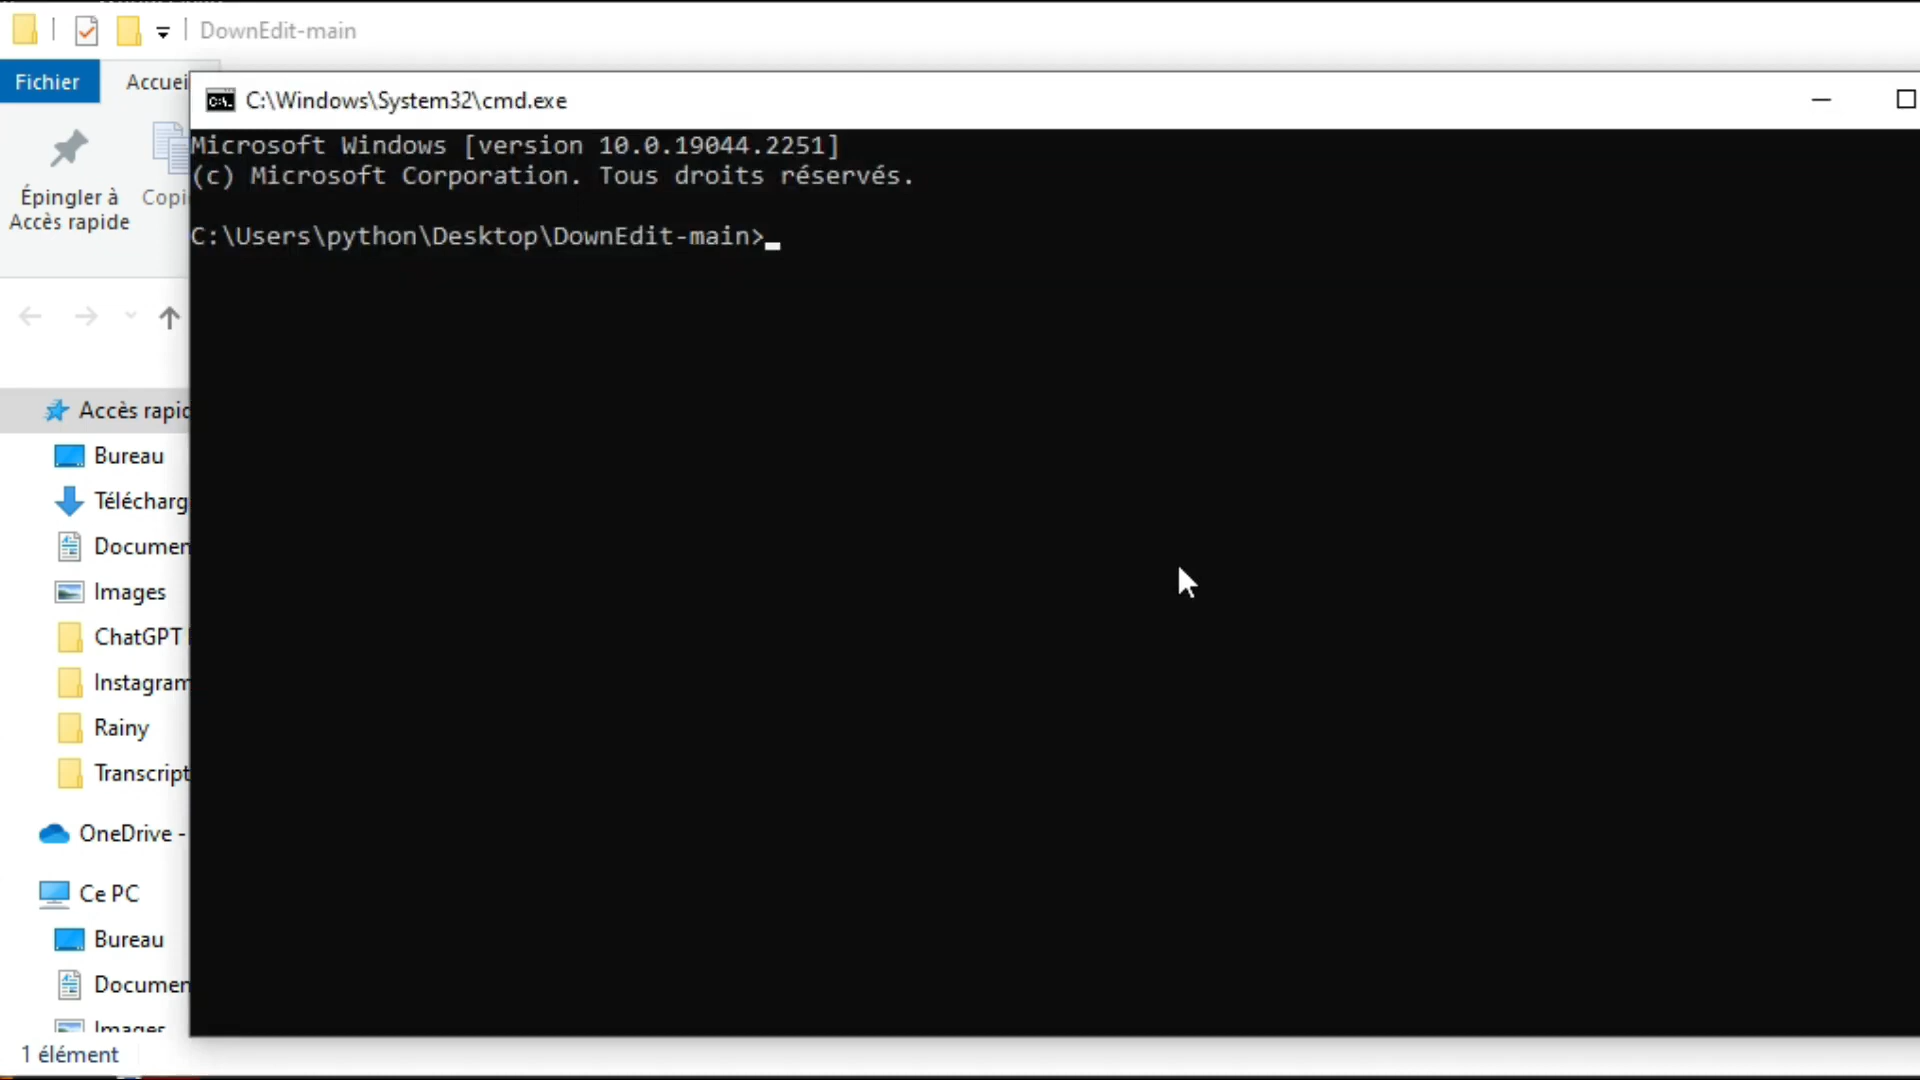 DownEdit-main
Fichier
Accuei
C:\Windows\System32\cmd.exe
Épingler à
Accès rapide
Copi
Microsoft Windows [version 10.0.19044.2251]
(c) Microsoft Corporation. Tous droits réservés.
C:\Users\python\Desktop\DownEdit-main>
Accès rapid
Bureau
Télécharg
Documen
Images
ChatGPT
Instagram
Rainy
Transcript
OneDrive -
Ce PC
Bureau
Documen
Images
1 élément